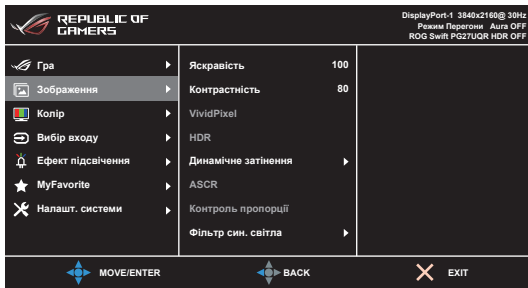 REPUBLIC OF
GAMERS
DisplayPort-1 3840x2160@ 30Hz
Режим Перегони Aura OFF
ROG Swift PG27UQR HDR OFF
Гра
Зображення
Колір
Вибір входу
Ефект підсвічення
MyFavorite
Налашт. системи
Яскравість 100
Контрастність 80
VividPixel
HDR
Динамічне затінення
ASCR
Контроль пропорції
Фільтр син. світла
MOVE/ENTER
BACK
EXIT